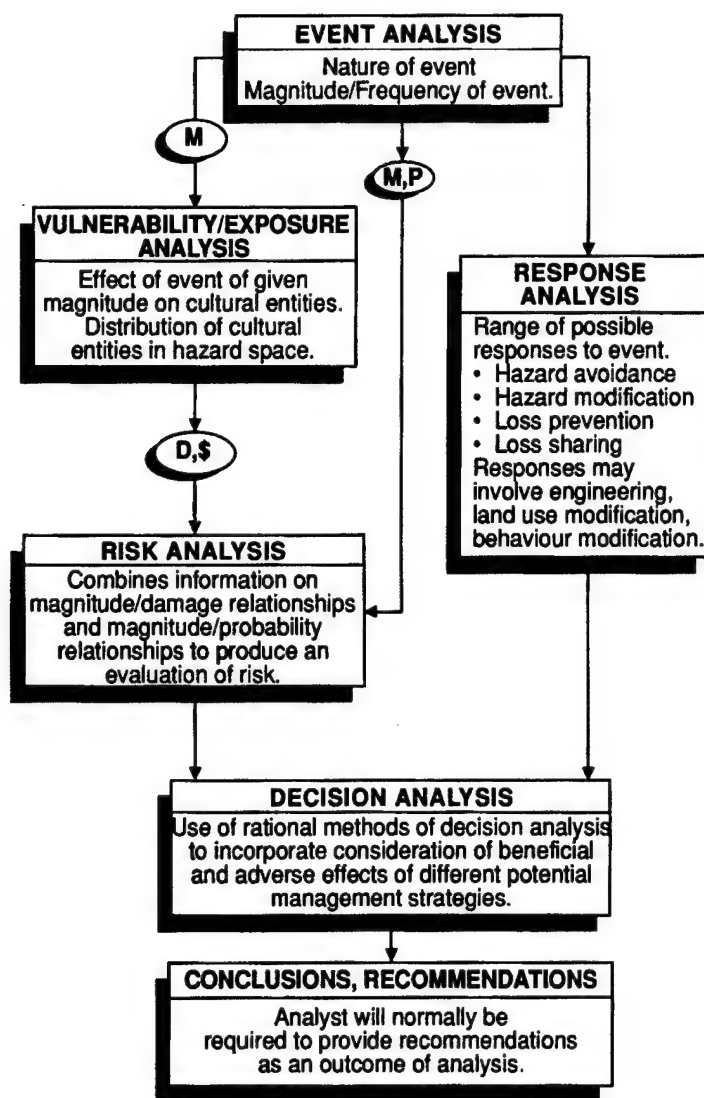 EVENT ANALYSIS
Nature of event
Magnitude/Frequency of event.
M
M,P
VULNERABILITY/EXPOSURE
ANALYSIS
Effect of event of given
magnitude on cultural entities.
Distribution of cultural
entities in hazard space.
RESPONSE
ANALYSIS
Range of possible
responses to event.
• Hazard avoidance
• Hazard modification
• Loss prevention
• Loss sharing
Responses may
involve engineering,
land use modification,
behaviour modification.
D,$
RISK ANALYSIS
Combines information on
magnitude/damage relationships
and magnitude/probability
relationships to produce an
evaluation of risk.
DECISION ANALYSIS
Use of rational methods of decision analysis
to incorporate consideration of beneficial
and adverse effects of different potential
management strategies.
CONCLUSIONS, RECOMMENDATIONS
Analyst will normally be
required to provide recommendations
as an outcome of analysis.